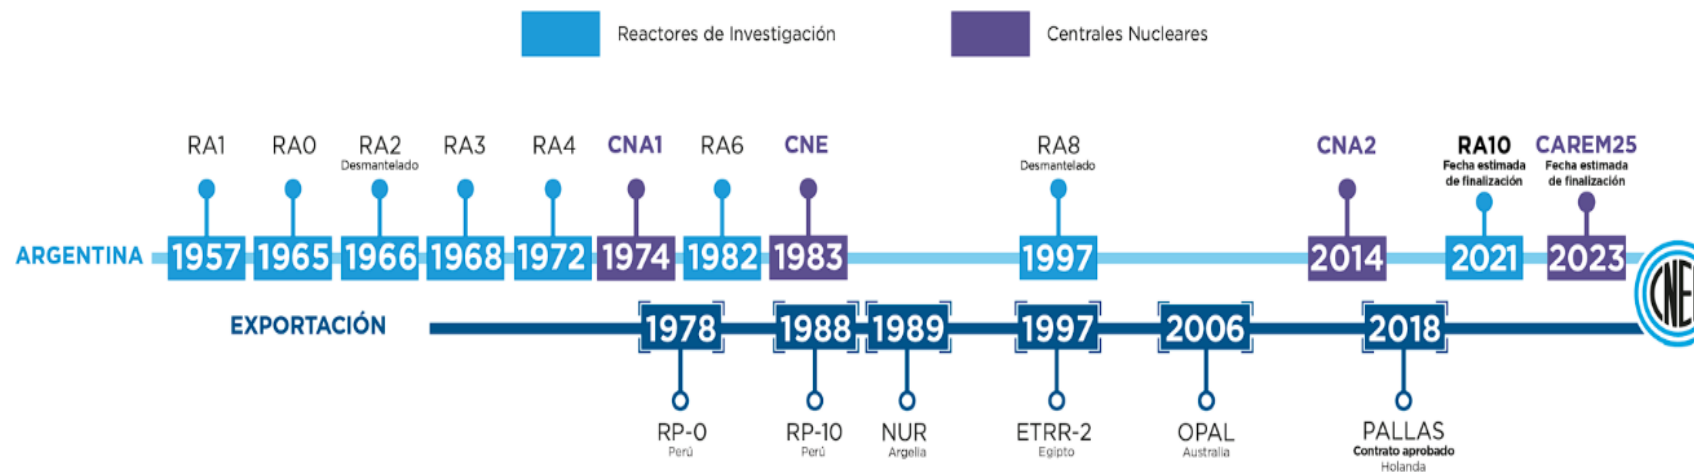 Reactores de Investigación
Centrales Nucleares
RA1
RA0
RA2
Desmantelado
RA3
RA4
CNA1
RA6
CNE
RA8
Desmantelado
CNA2
RA10
Fecha estimada
de finalización
CAREM25
Fecha estimada
de finalización
ARGENTINA
1957
1965
1966
1968
1972
1974
1982
1983
1997
2014
2021
2023
CNE
EXPORTACIÓN
1978
1988
1989
1997
2006
2018
RP-0
Perú
RP-10
Perú
NUR
Argelia
ETRR-2
Egipto
OPAL
Australia
PALLAS
Contrato aprobado
Holanda